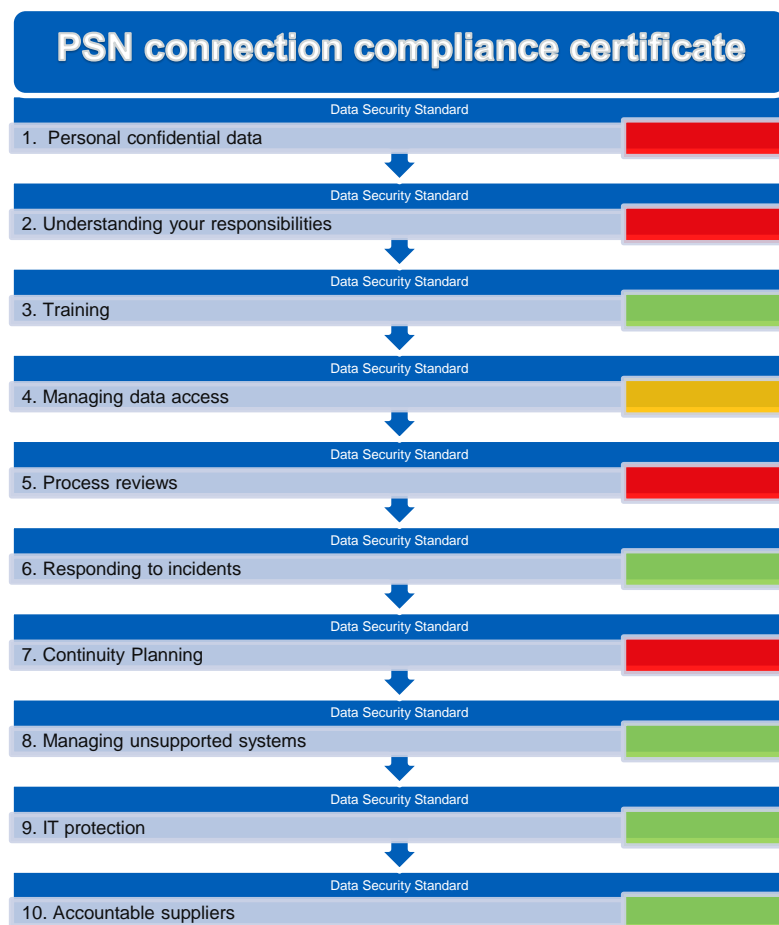 PSN connection compliance certificate
Data Security Standard
1. Personal confidential data
Data Security Standard
2. Understanding your responsibilities
Data Security Standard
3. Training
Data Security Standard
4. Managing data access
Data Security Standard
5. Process reviews
Data Security Standard
6. Responding to incidents
Data Security Standard
7. Continuity Planning
Data Security Standard
8. Managing unsupported systems
Data Security Standard
9. IT protection
Data Security Standard
10. Accountable suppliers